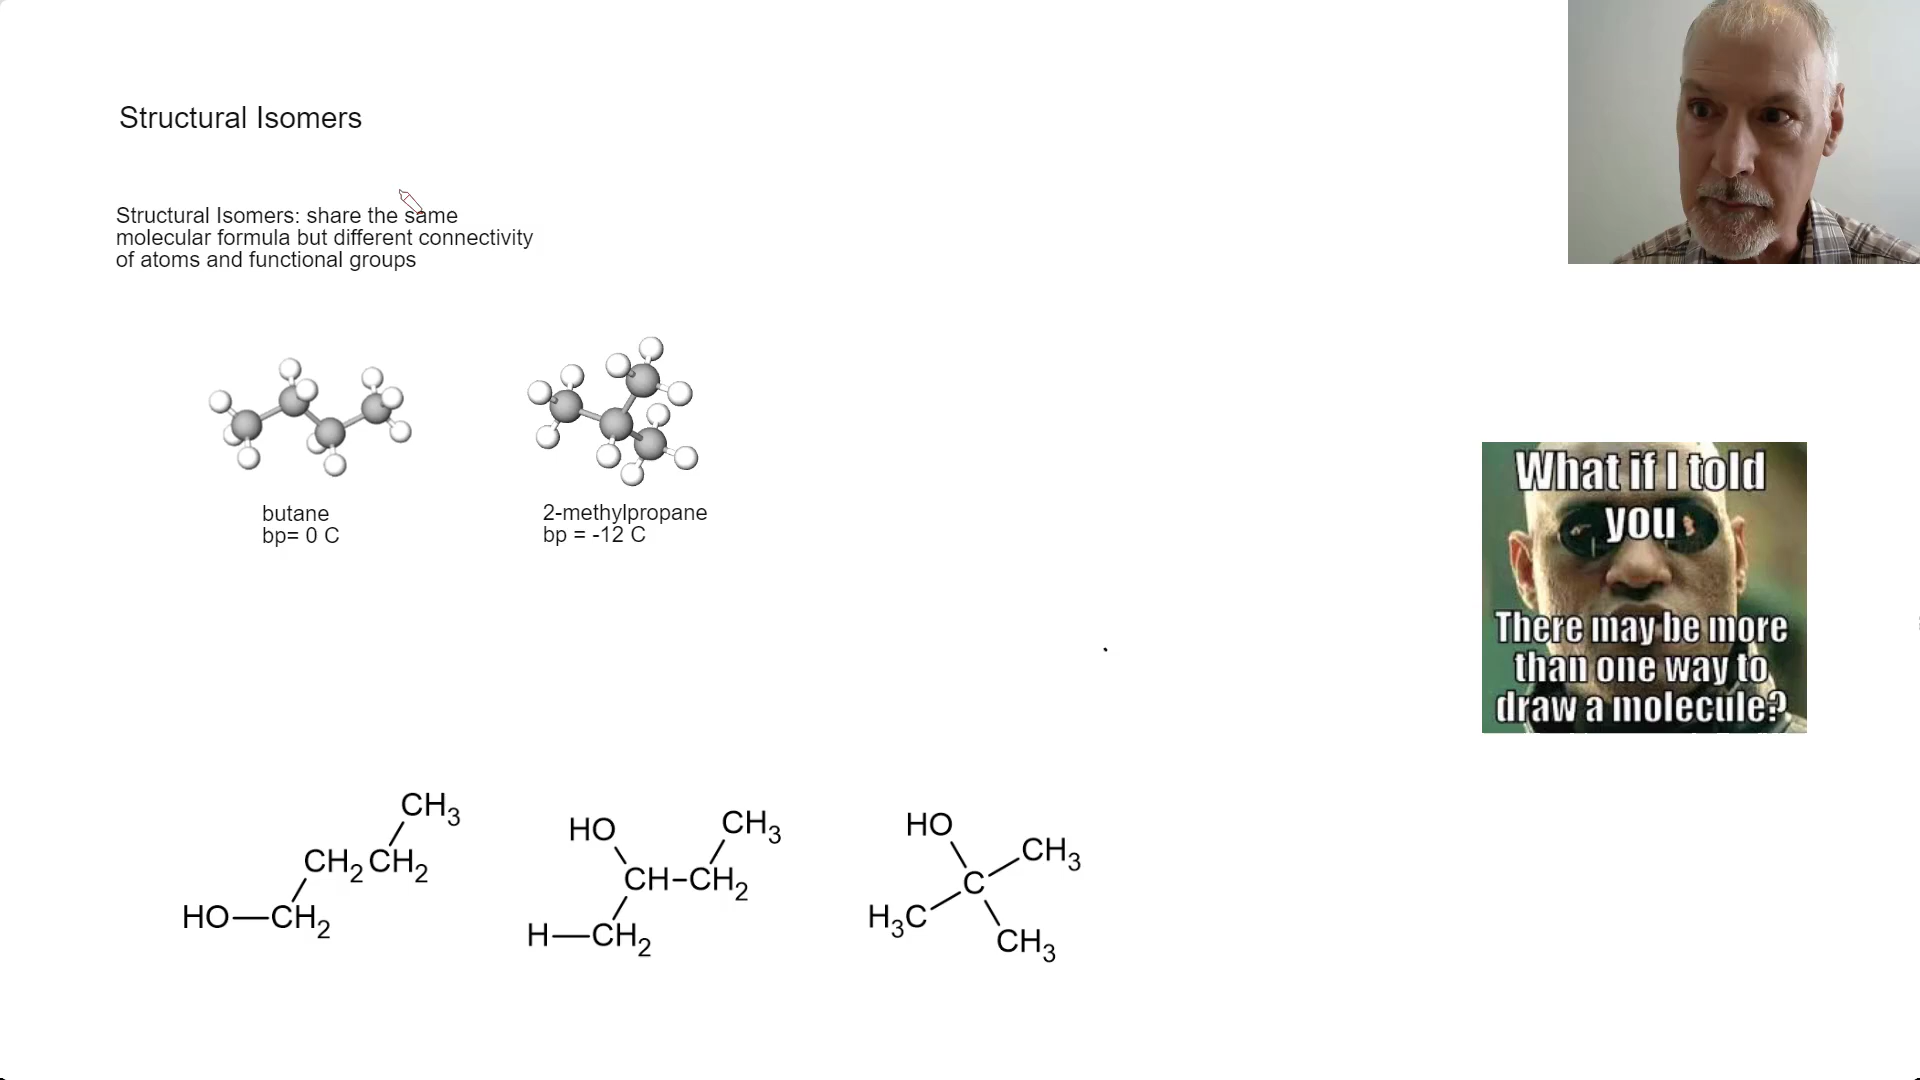 Structural Isomers
Structural Isomers: share the same
molecular formula but different connectivity
of atoms and functional groups
butane
bp= 0 C
2-methylpropane
bp = -12 C
What if I told
you
There may be more
than one way to
draw a molecule?
CH3
CH2 CH2
HO—CH2
HO
CH3
CH–CH2
H—CH2
HO
CH3
C
H3C
CH3